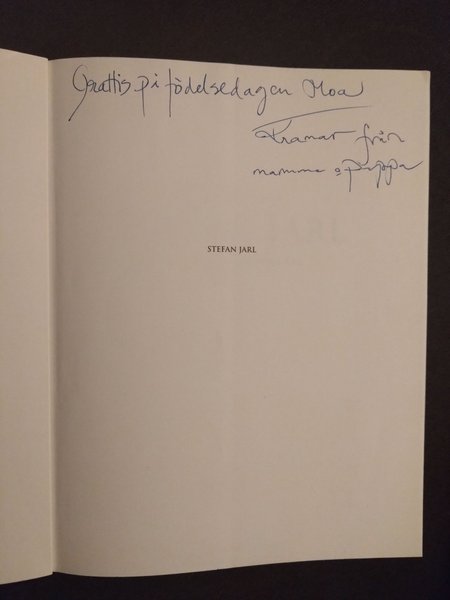 Grattis på födelsedagen Moa
Kramar från
mamma o pappa
STEFAN JARL